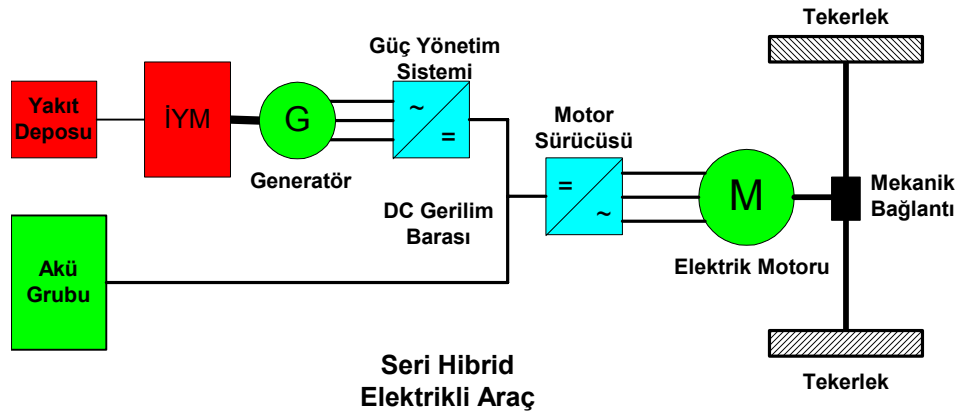 Tekerlek
Güç Yönetim
Sistemi
Yakıt
Deposu
İYM
G
~
=
Generatör
Motor
Sürücüsü
=
~
M
Mekanik
Bağlantı
DC Gerilim
Barası
Elektrik Motoru
Akü
Grubu
Seri Hibrid
Elektrikli Araç
Tekerlek